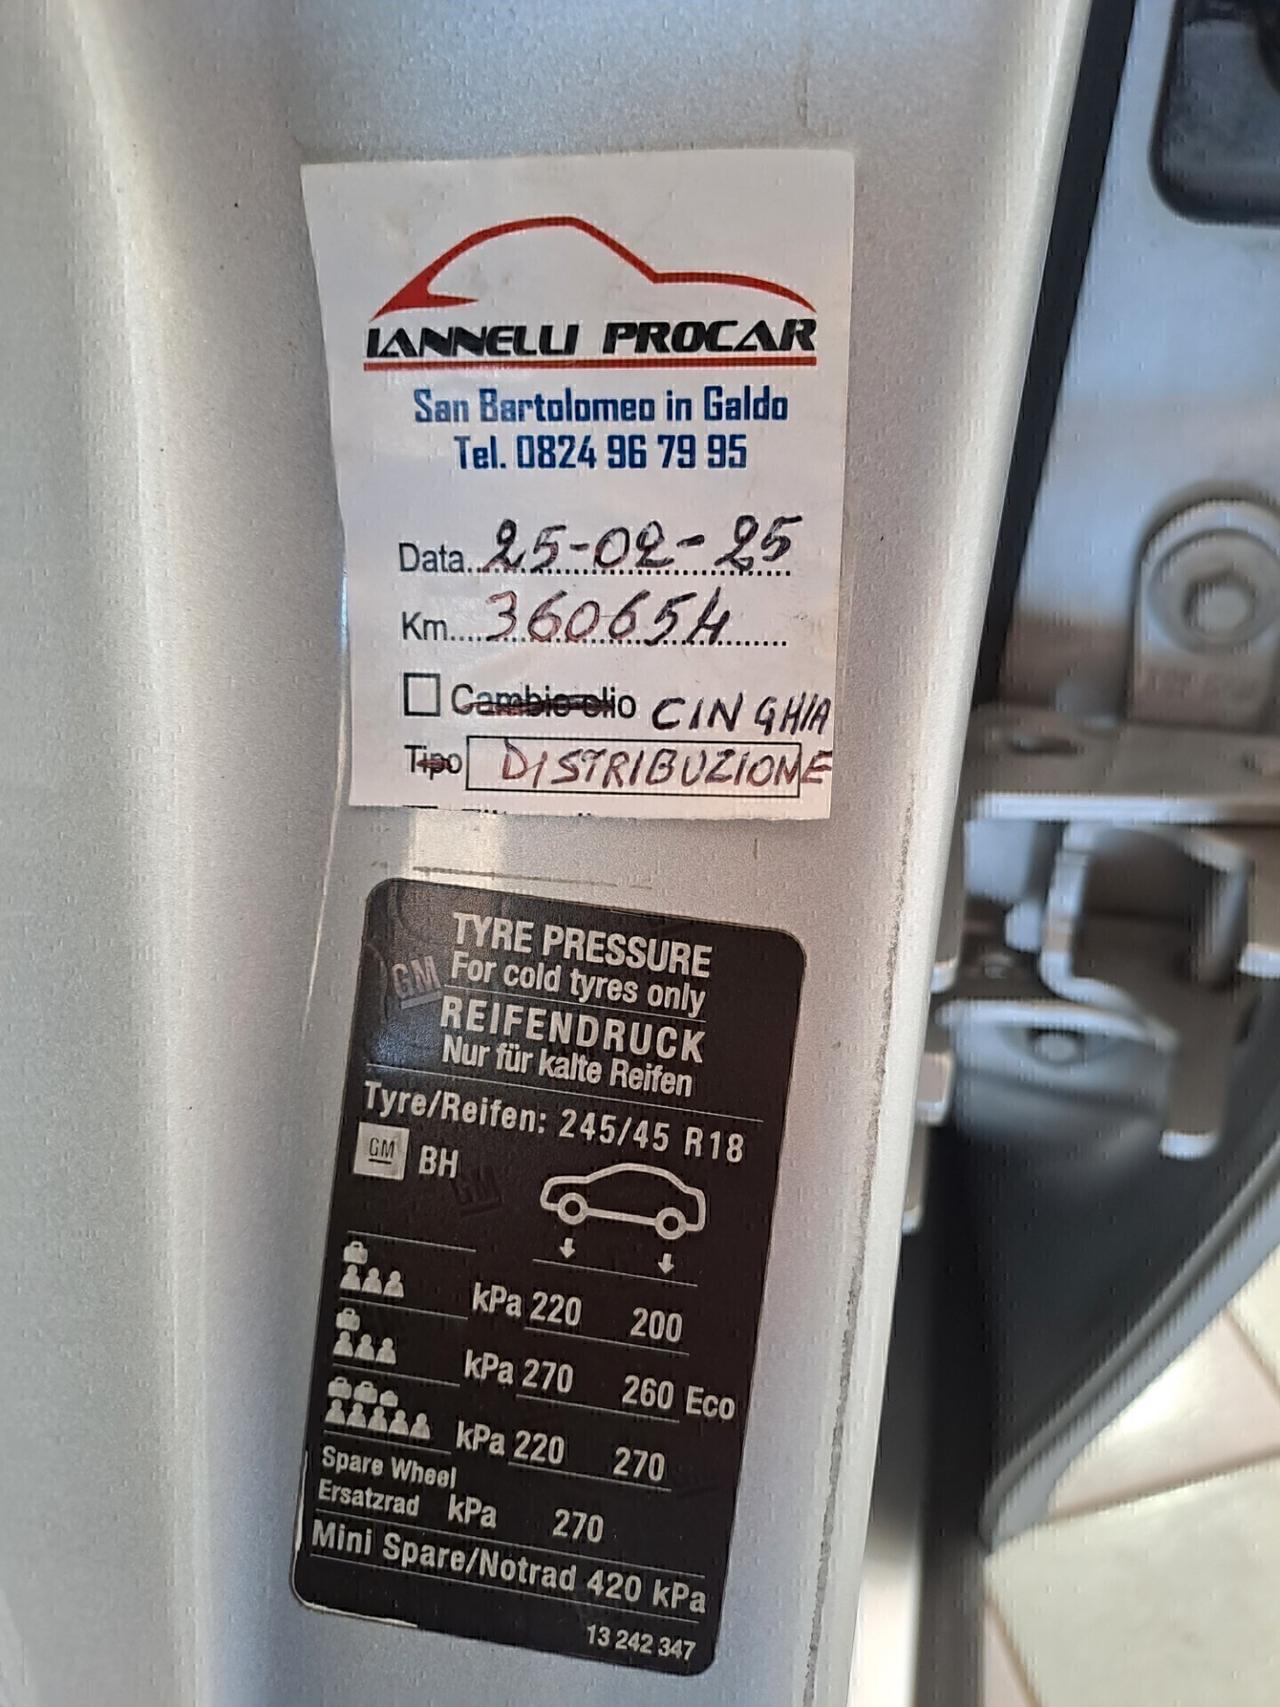 IANNELLI PROCAR
San Bartolomeo in Galdo
Tel. 0824 96 79 95
Data 25-02-25
Km 360654
Cambio olio CINGHIA
Tipo DISTRIBUZIONE
TYRE PRESSURE
For cold tyres only
REIFENDRUCK
Nur für kalte Reifen
Tyre/Reifen: 245/45 R18
GM BH
kPa 220 200
kPa 270 260 Eco
kPa 220 270
Spare Wheel
Ersatzrad kPa 270
Mini Spare/Notrad 420 kPa
13 242 347